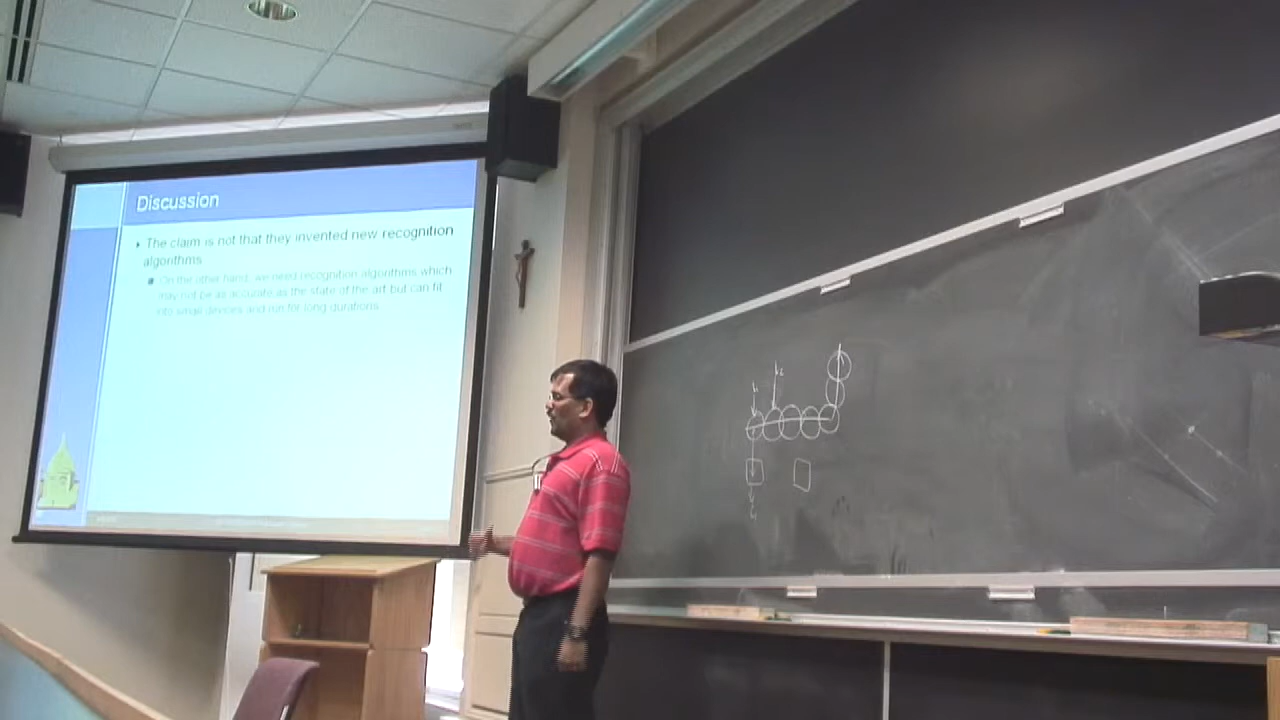 Discussion
The claim is not that they invented new recognition
algorithms
On the other hand, we need recognition algorithms which
may not be as accurate as the state of the art but can fit
into small devices and run for long durations